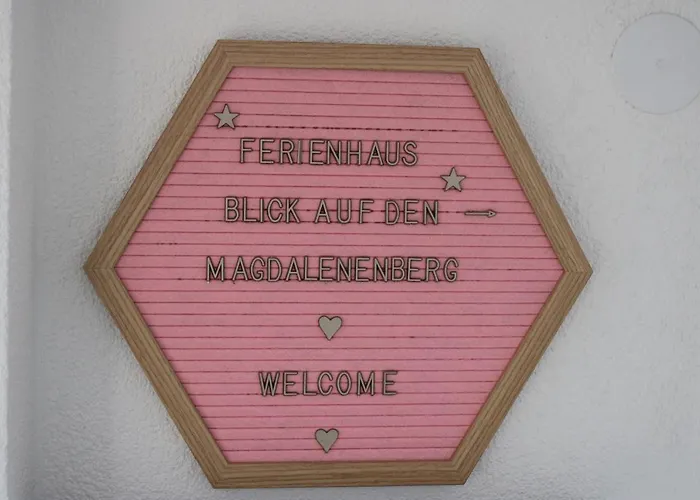 FERIENHAUS
BLICK AUF DEN
MAGDALENENBERG
WELCOME